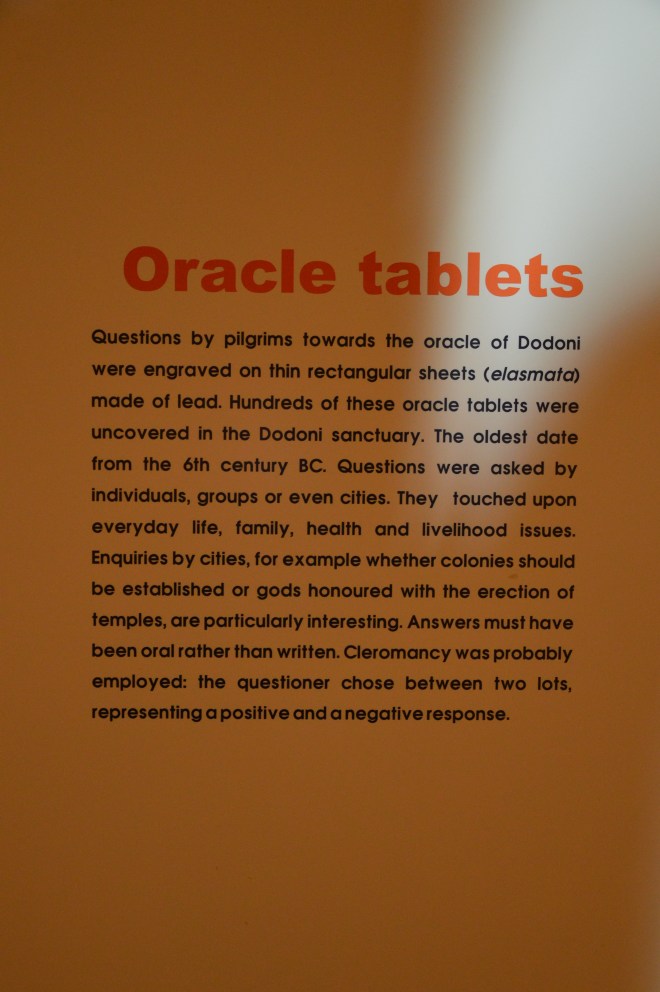 Oracle tablets
Questions by pilgrims towards the oracle of Dodoni
were engraved on thin rectangular sheets (elasmata)
made of lead. Hundreds of these oracle tablets were
uncovered in the Dodoni sanctuary. The oldest date
from the 6th century BC. Questions were asked by
individuals, groups or even cities. They touched upon
everyday life, family, health and livelihood issues.
Enquiries by cities, for example whether colonies should
be established or gods honoured with the erection of
temples, are particularly interesting. Answers must have
been oral rather than written. Cleromancy was probably
employed: the questioner chose between two lots,
representing a positive and a negative response.